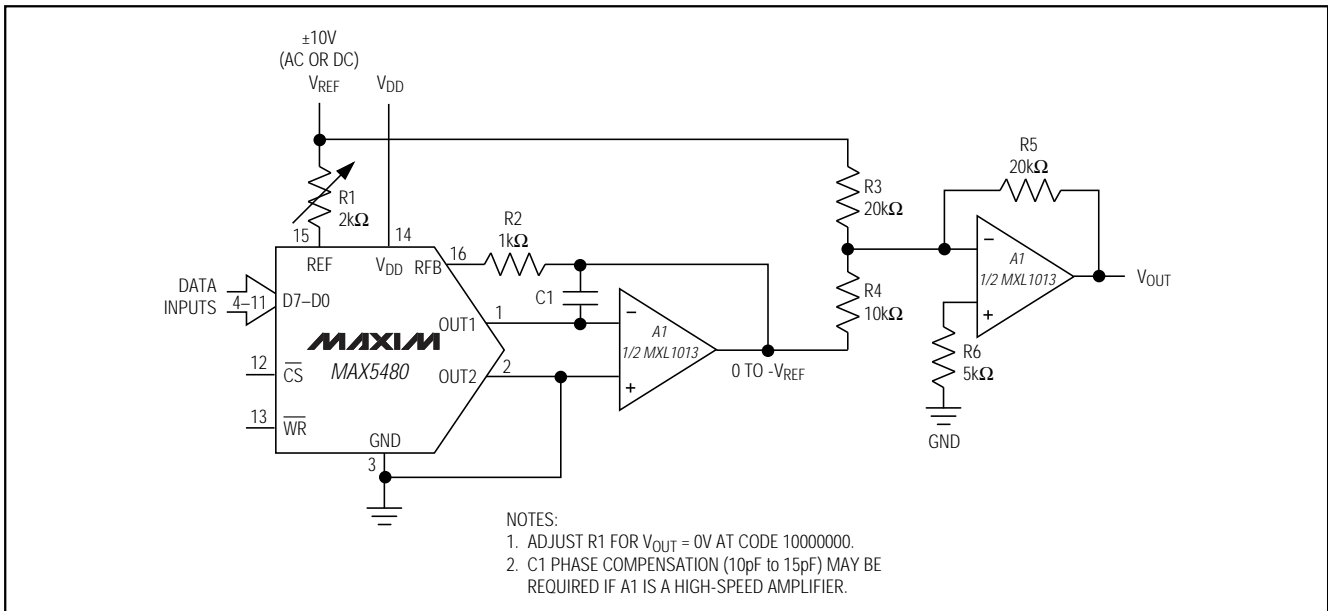 ±10V
(AC OR DC)
VREF
VDD
R1
2kΩ
15
14
REF
VDD
RFB
16
R2
1kΩ
C1
DATA
INPUTS
4–11
D7–D0
MAXIM
MAX5480
OUT1
1
OUT2
2
12
CS
13
WR
GND
3
−
A1
1/2 MXL1013
+
0 TO -VREF
R3
20kΩ
R4
10kΩ
R5
20kΩ
−
A1
1/2 MXL1013
+
VOUT
R6
5kΩ
GND
NOTES:
1. ADJUST R1 FOR VOUT = 0V AT CODE 10000000.
2. C1 PHASE COMPENSATION (10pF to 15pF) MAY BE
REQUIRED IF A1 IS A HIGH-SPEED AMPLIFIER.